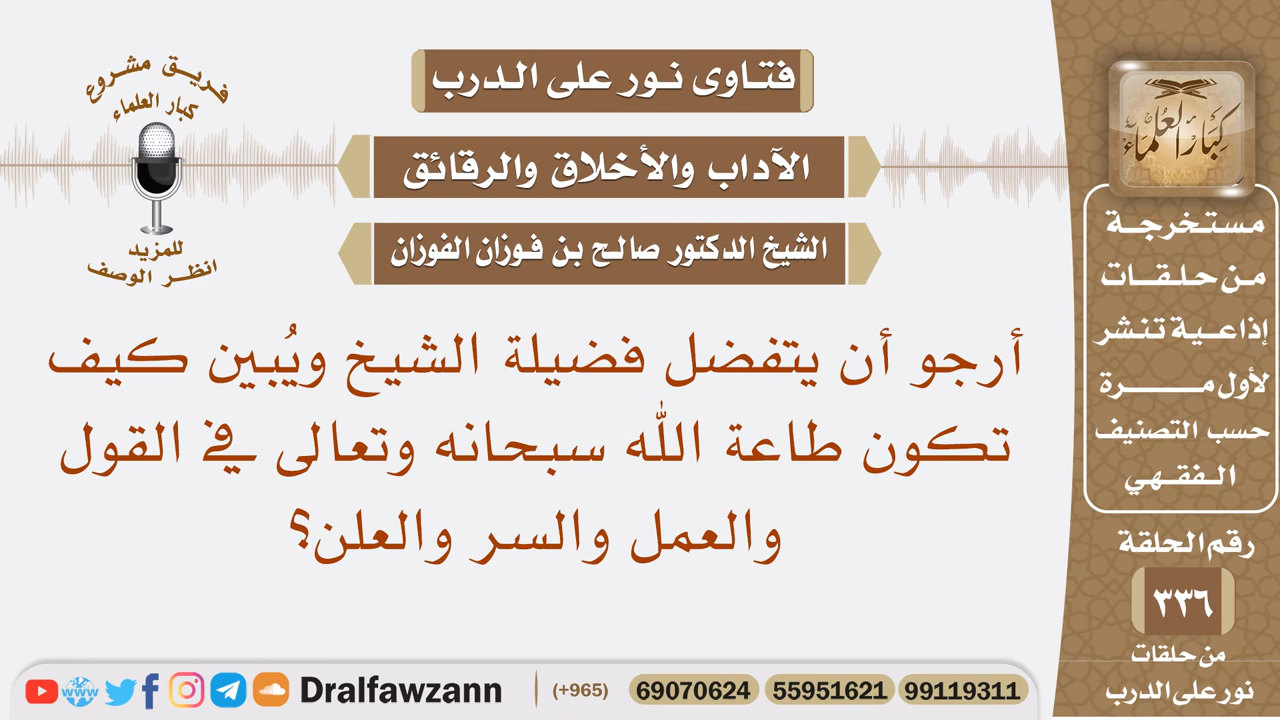 فتاوى نور على الدرب
الآداب والأخلاق والرقائق
الشيخ الدكتور صالح بن فوزان الفوزان
أرجو أن يتفضل فضيلة الشيخ ويُبين كيف
تكون طاعة الله سبحانه وتعالى في القول
والعمل والسر والعلن؟
فريق مشروع
كبار العلماء
للمزيد
انظر الوصف
كبار العلماء
مستخرجة
من حلقات
إذاعية تنشر
لأول مرة
حسب التصنيف
الفقهي
رقم الحلقة
٣٣٦
من حلقات
نور على الدرب
www Dralfawzann (+965) 69070624 55951621 99119311